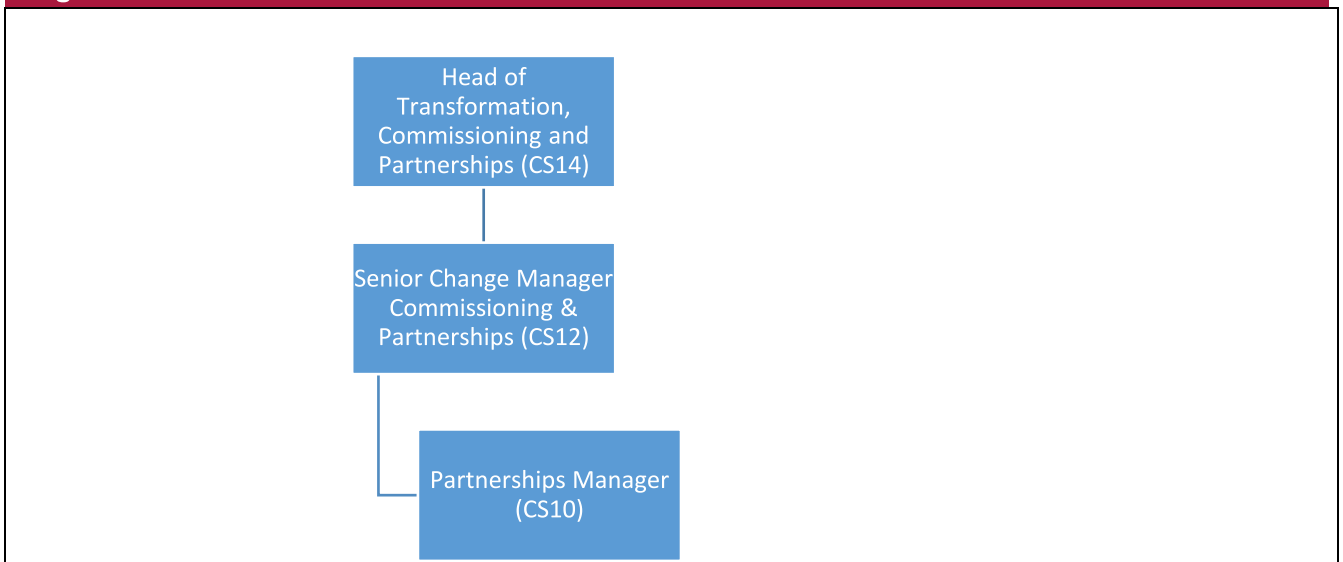 Head of
Transformation,
Commissioning and
Partnerships (CS14)
Senior Change Manager
Commissioning &
Partnerships (CS12)
Partnerships Manager
(CS10)